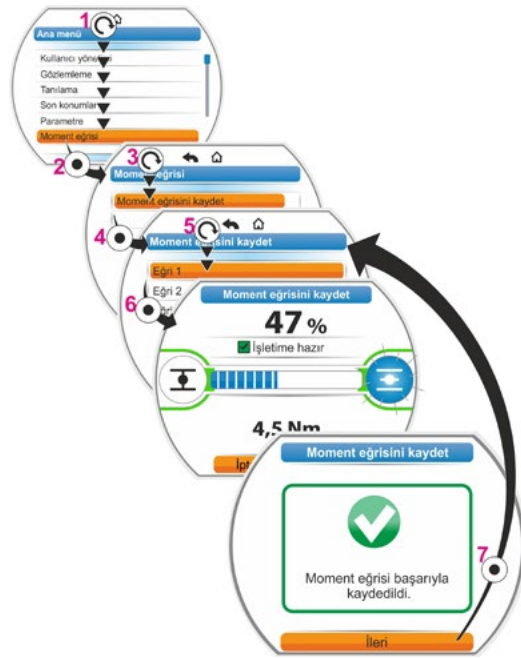 1
Ana menü
Kullanıcı
Gözlemleme
Tanılama
Son konumlar
Parametre
Moment eğrisi
2
3
Moment eğrisi
Moment eğrisini kaydet
4
5
Moment eğrisini kaydet
Eğri 1
Eğri 2
6
Moment eğrisini kaydet
47 %
İşletime hazır
4,5 Nm
Moment eğrisini kaydet
Moment eğrisi başarıyla
kaydedildi.
7
İleri